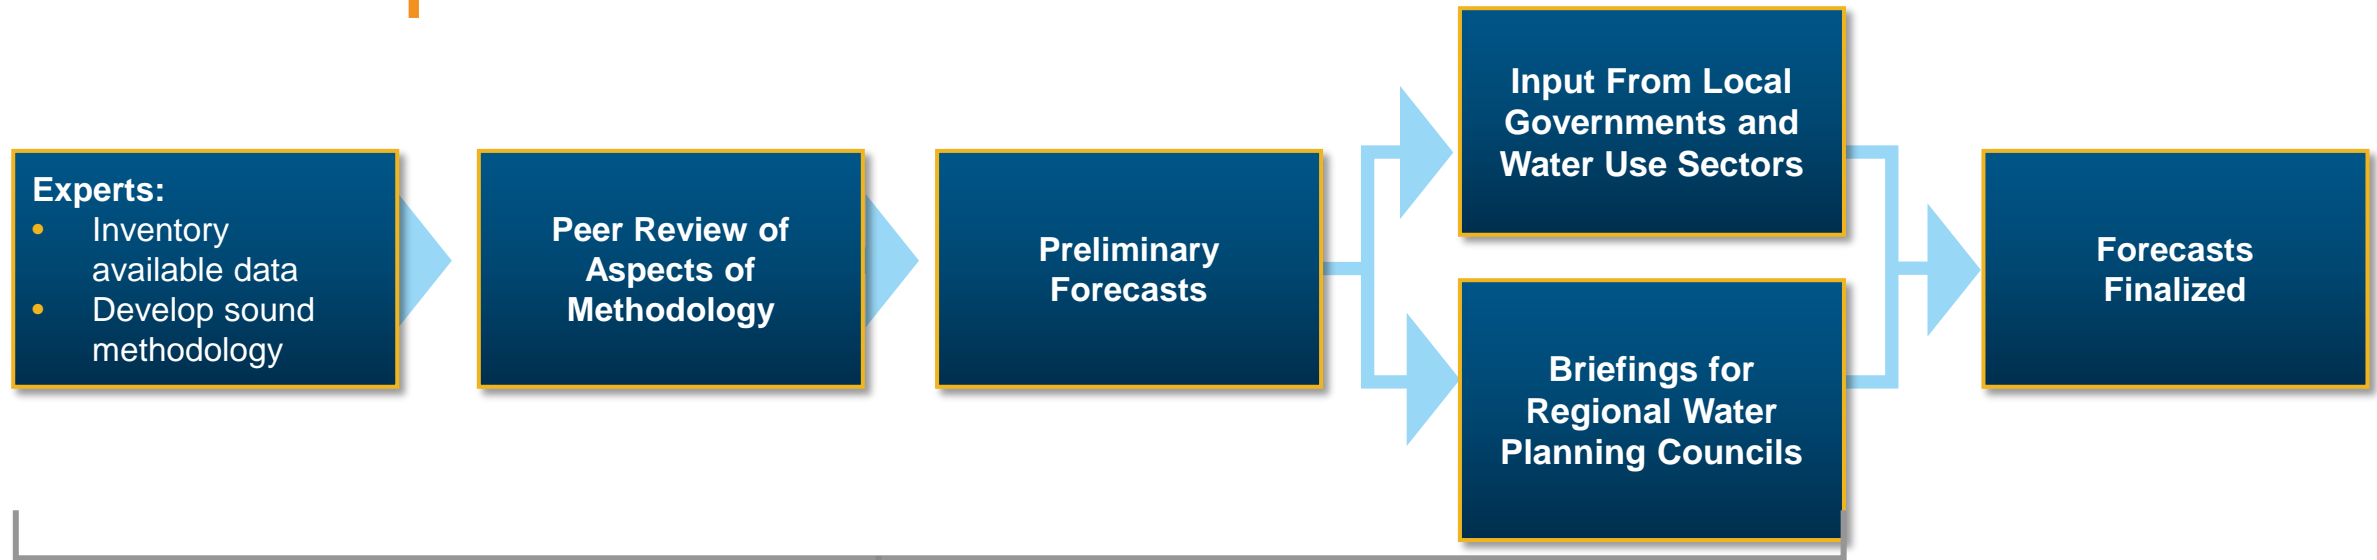 Experts:
• Inventory
available data
• Develop sound
methodology
Peer Review of
Aspects of
Methodology
Preliminary
Forecasts
Input From Local
Governments and
Water Use Sectors
Briefings for
Regional Water
Planning Councils
Forecasts
Finalized